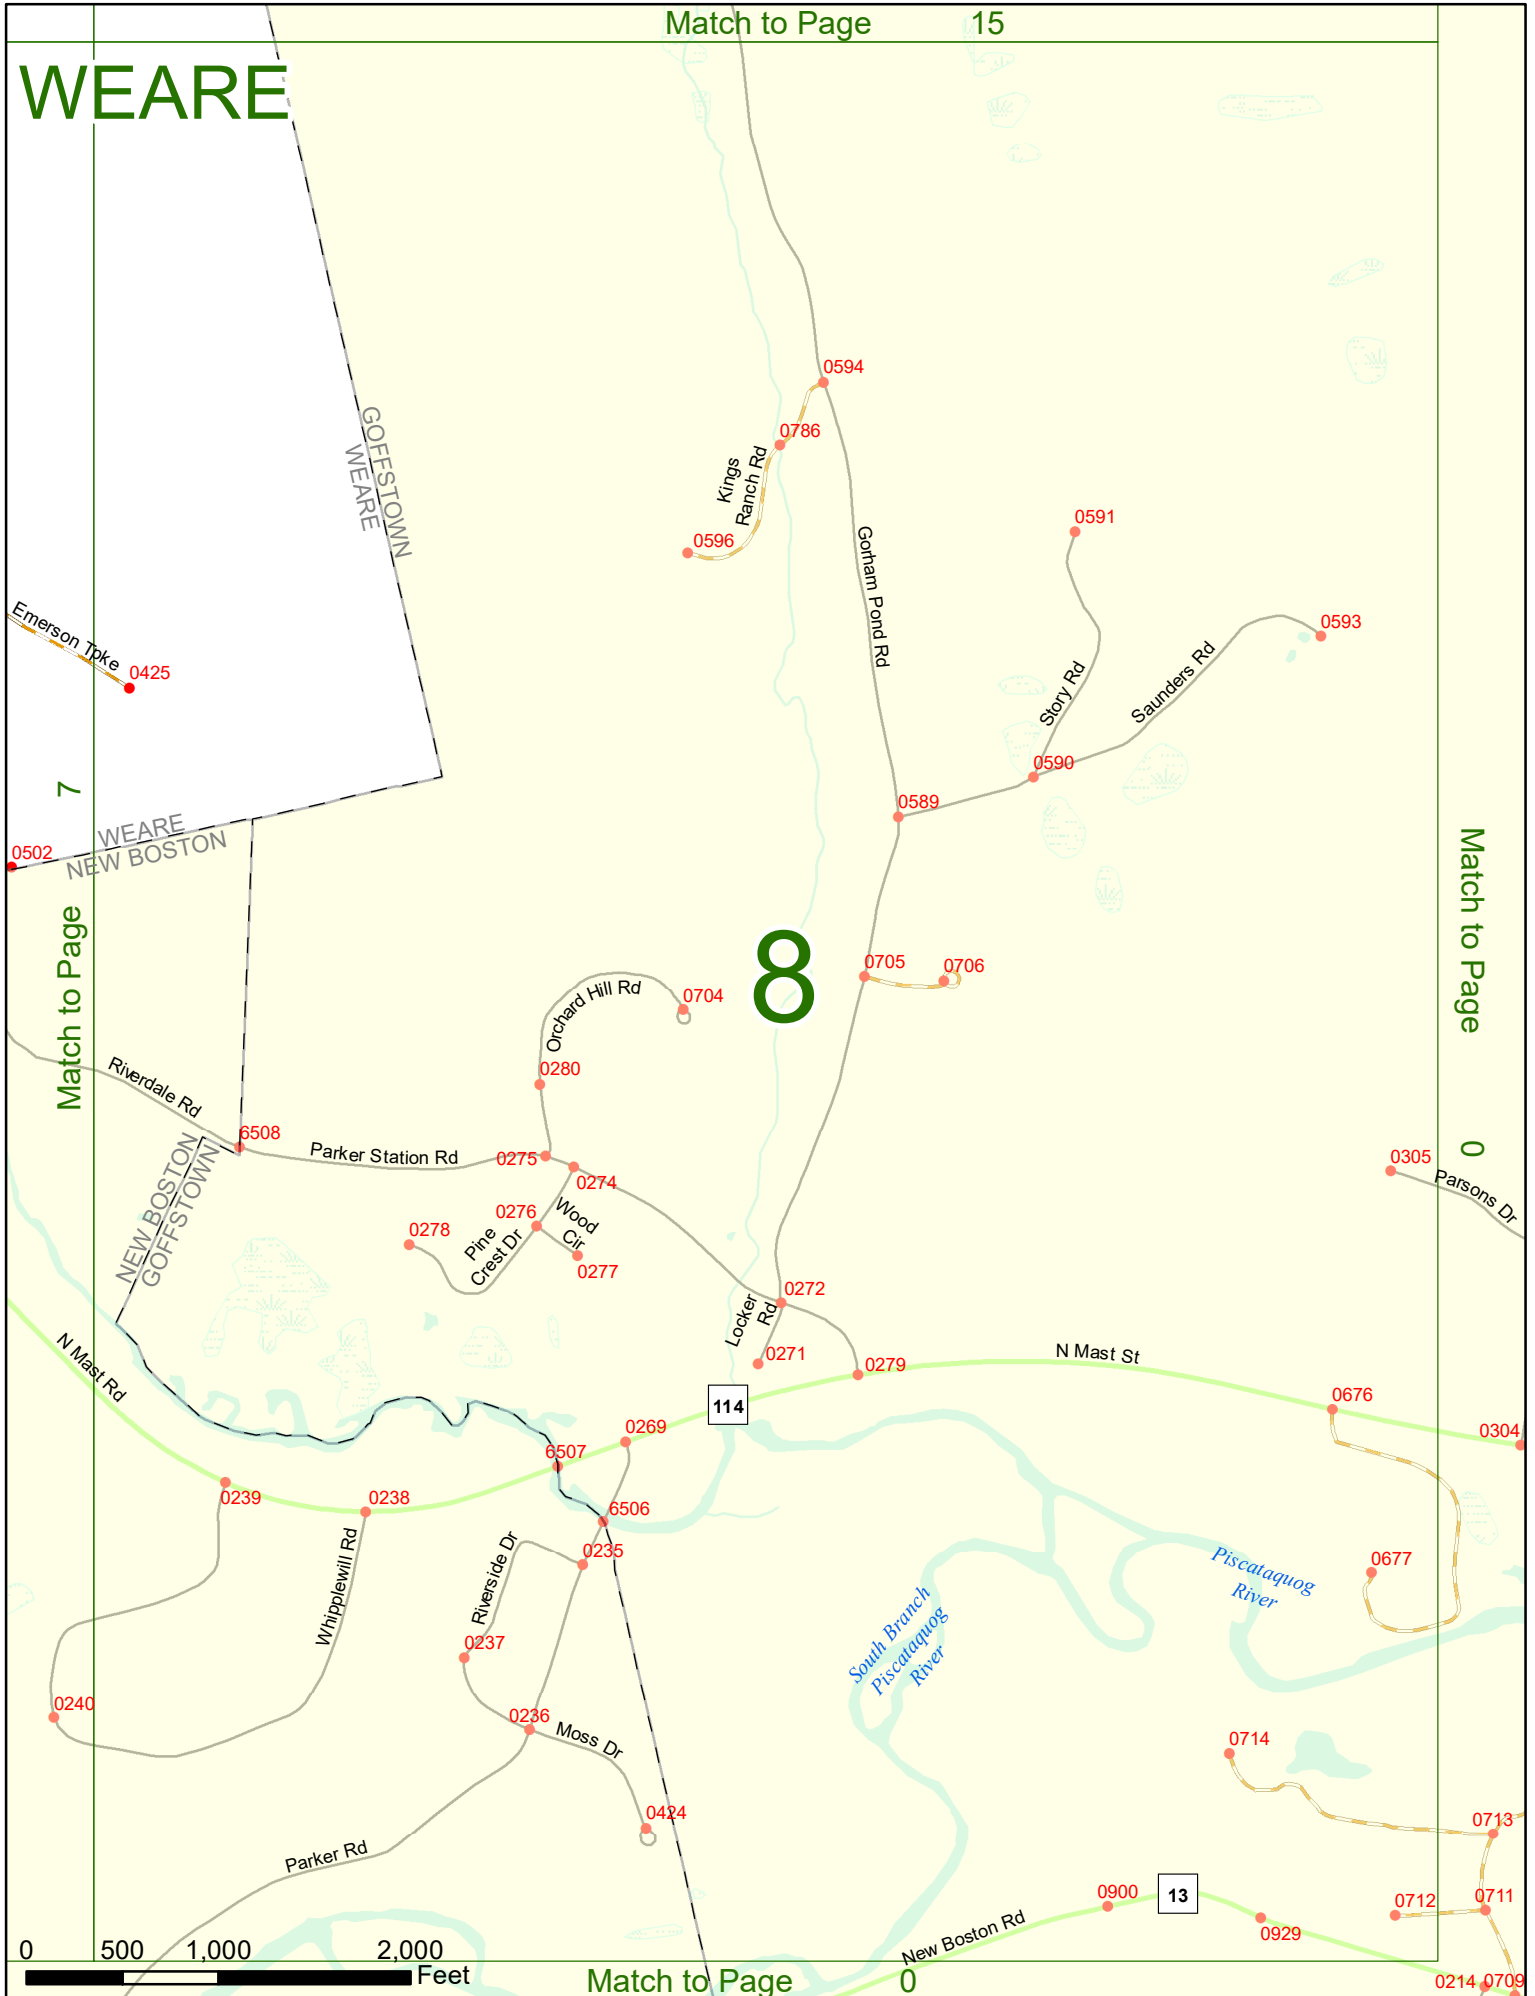 Match to Page 15
WEARE
0594
0786
Kings
Ranch Rd
GOFFSTOWN
WEARE
0591
0596
Gorham Pond Rd
Emerson Tpke
0593
0425
Story Rd
Saunders Rd
0590
7
0589
WEARE
NEW BOSTON
0502
Match to Page
Match to Page
8
0705
0706
Orchard Hill Rd
0704
0280
Riverdale Rd
6508
Parker Station Rd
0275
0274
0
0305
Parsons Dr
NEW BOSTON
GOFFSTOWN
0276
Wood
Cir
0278
Pine
Crest Dr
0277
0272
Locker
Rd
0271
0279
N Mast St
N Mast Rd
114
0676
0269
0304
6507
0239
0238
6506
Riverside Dr
0235
Whipplewill Rd
Piscataquog
River
0677
South Branch
Piscataquog
River
0237
0240
0236
Moss Dr
0714
0424
0713
Parker Rd
0900
13
0712
0711
New Boston Rd
0929
0 500 1,000 2,000
Feet
Match to Page 0
0214 0709